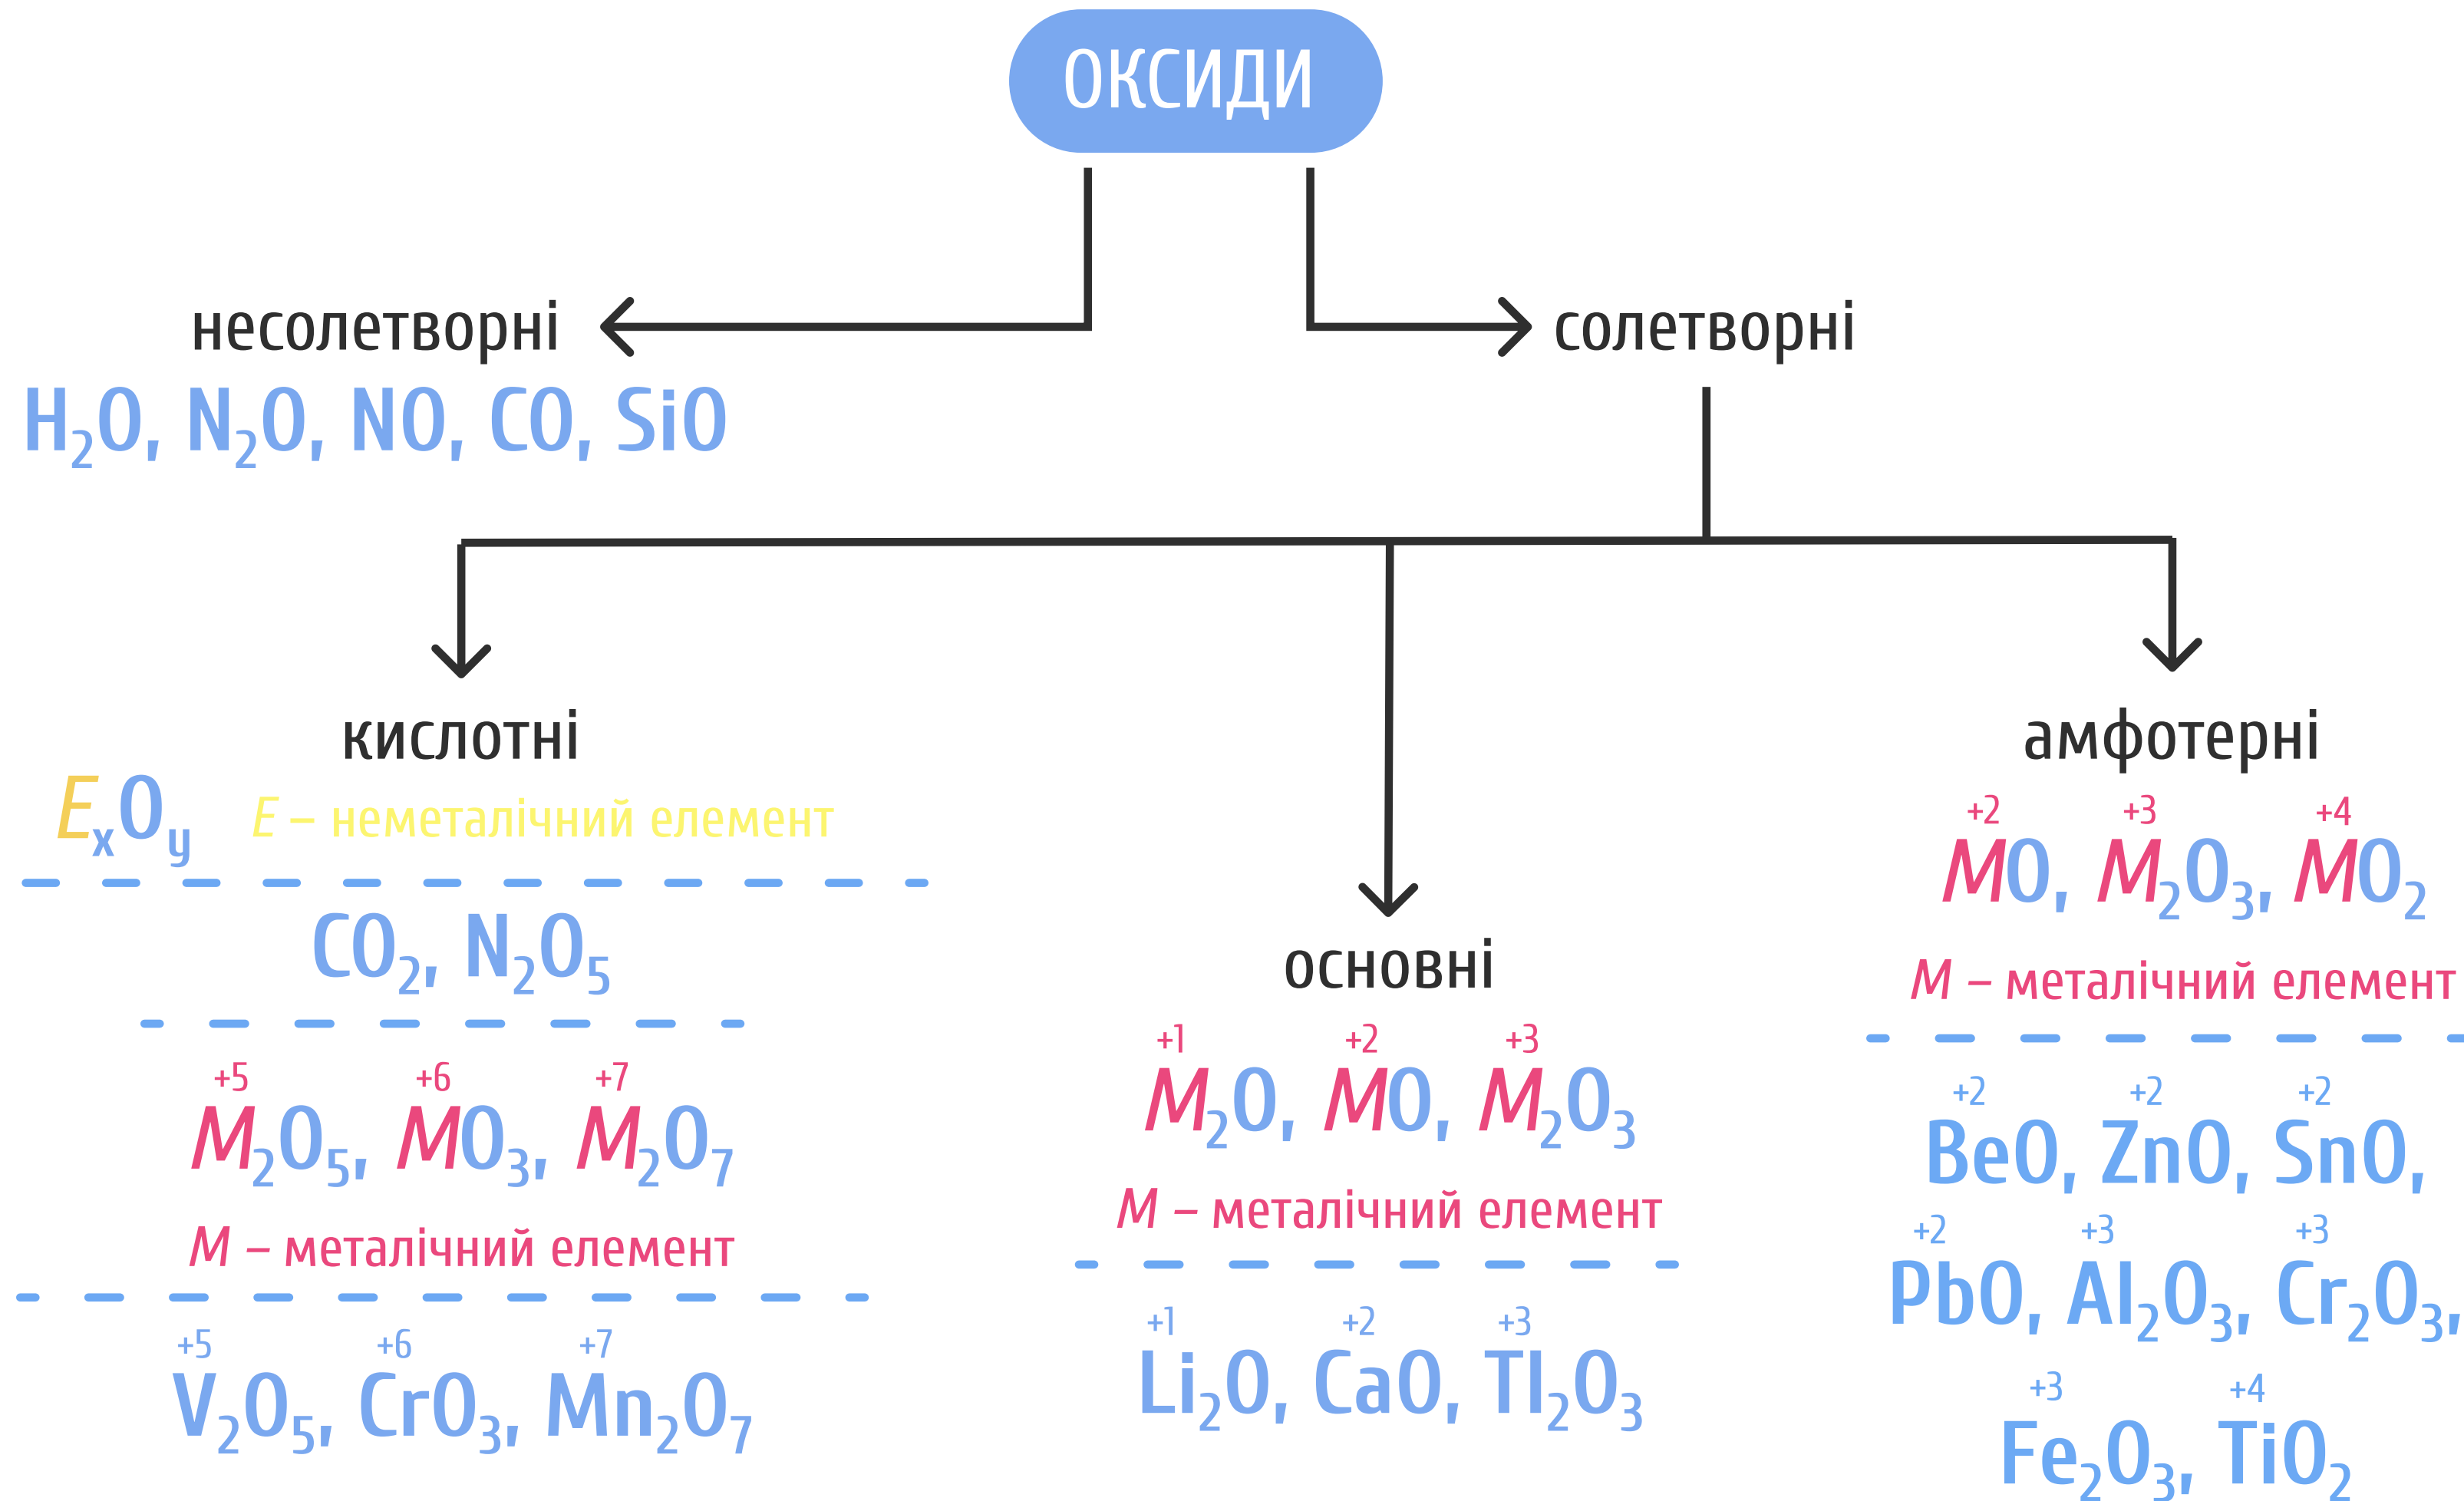 ОКСИДИ
несолетворні
H₂O, N₂O, NO, CO, SiO
солетворні
кислотні
EₓOᵧ E – неметалічний елемент
CO₂, N₂O₅
+5 +6 +7
M₂O₅, MO₃, M₂O₇
M – металічний елемент
+5 +6 +7
V₂O₅, CrO₃, Mn₂O₇
основні
+1 +2 +3
M₂O, MO, M₂O₃
M – металічний елемент
+1 +2 +3
Li₂O, CaO, Tl₂O₃
амфотерні
+2 +3 +4
MO, M₂O₃, MO₂
M – металічний елемент
+2 +2 +2
BeO, ZnO, SnO,
+2 +3 +3
PbO, Al₂O₃, Cr₂O₃,
+3 +4
Fe₂O₃, TiO₂